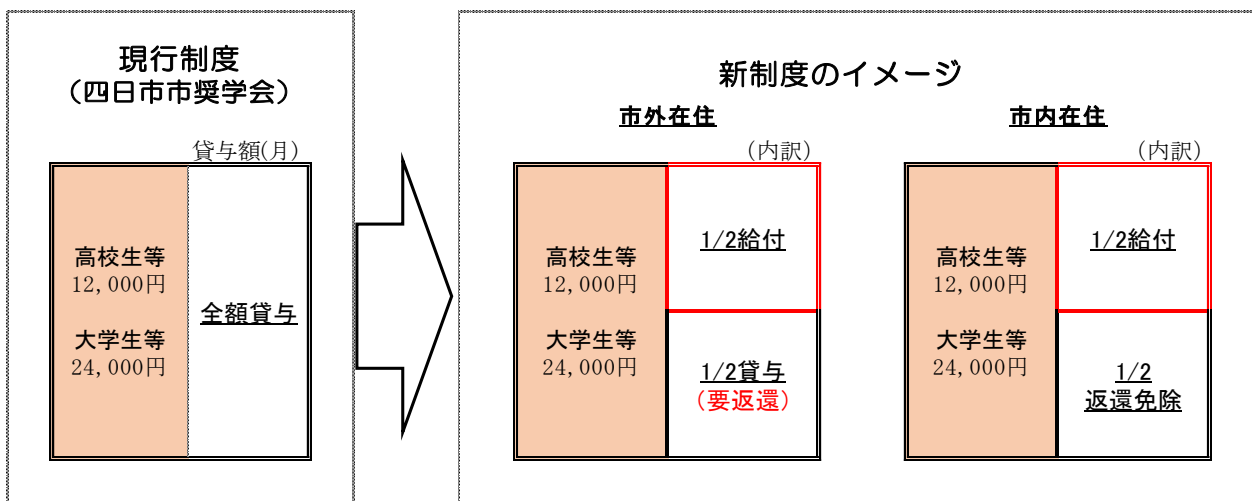 現行制度
（四日市市奨学会）
貸与額(月)
高校生等
12,000円
大学生等
24,000円
全額貸与
新制度のイメージ
市外在住
(内訳)
高校生等
12,000円
大学生等
24,000円
1/2給付
1/2貸与
（要返還）
市内在住
(内訳)
高校生等
12,000円
大学生等
24,000円
1/2給付
1/2
返還免除